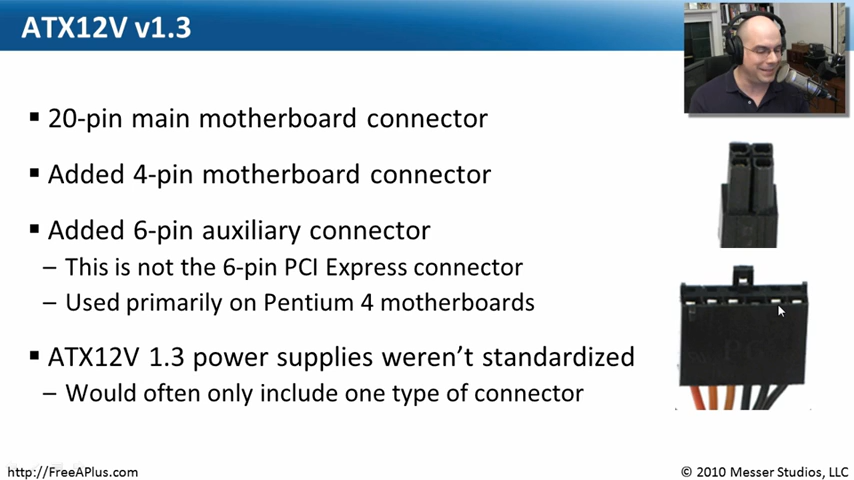 ATX12V v1.3
▪ 20-pin main motherboard connector
▪ Added 4-pin motherboard connector
▪ Added 6-pin auxiliary connector
– This is not the 6-pin PCI Express connector
– Used primarily on Pentium 4 motherboards
▪ ATX12V 1.3 power supplies weren’t standardized
– Would often only include one type of connector
http://FreeAPlus.com
© 2010 Messer Studios, LLC